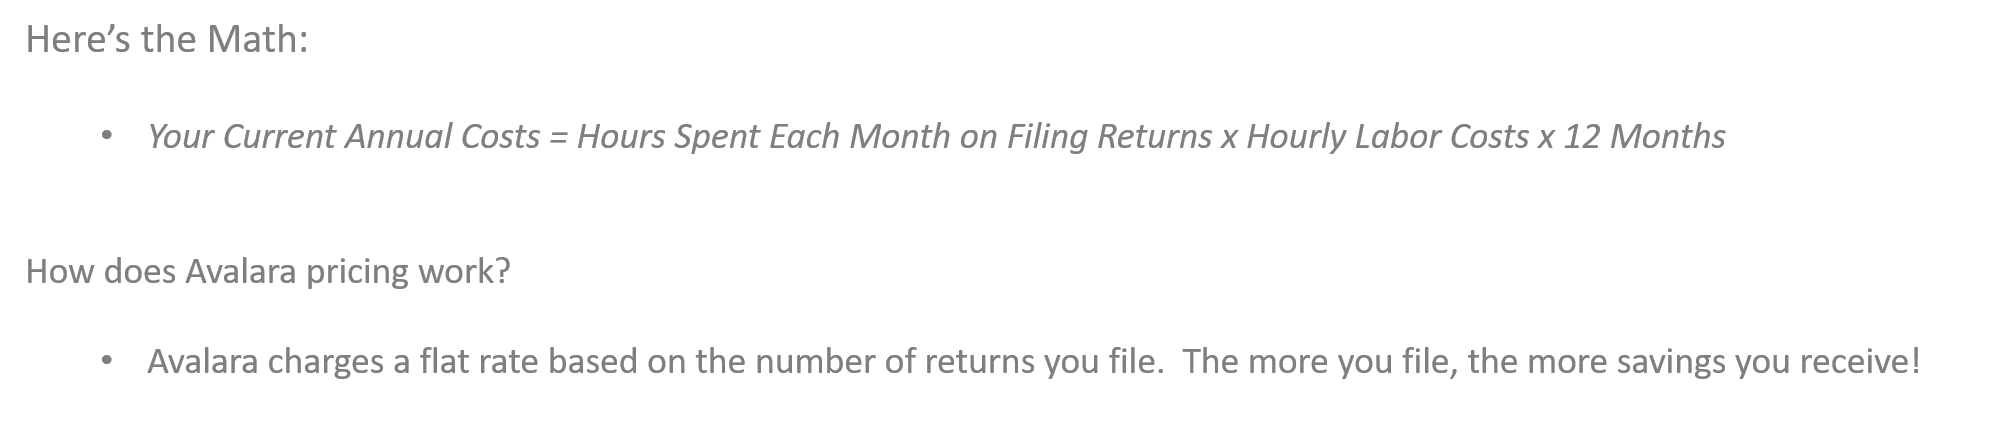 Here’s the Math:
• Your Current Annual Costs = Hours Spent Each Month on Filing Returns x Hourly Labor Costs x 12 Months
How does Avalara pricing work?
• Avalara charges a flat rate based on the number of returns you file.  The more you file, the more savings you receive!